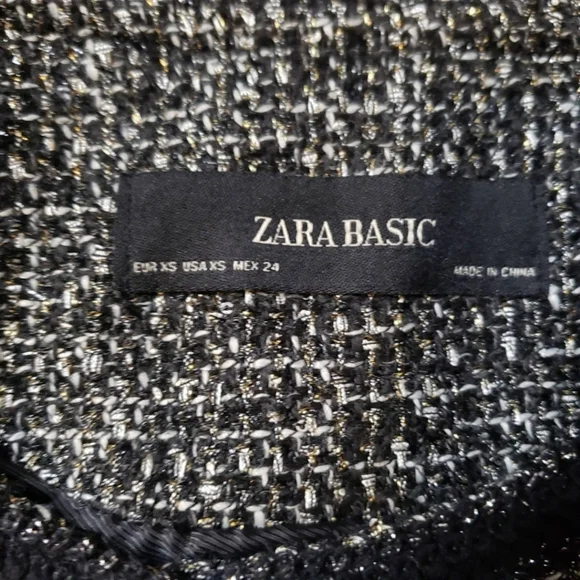 ZARA BASIC
EUR XS USA XS MEX 24
MADE IN CHINA